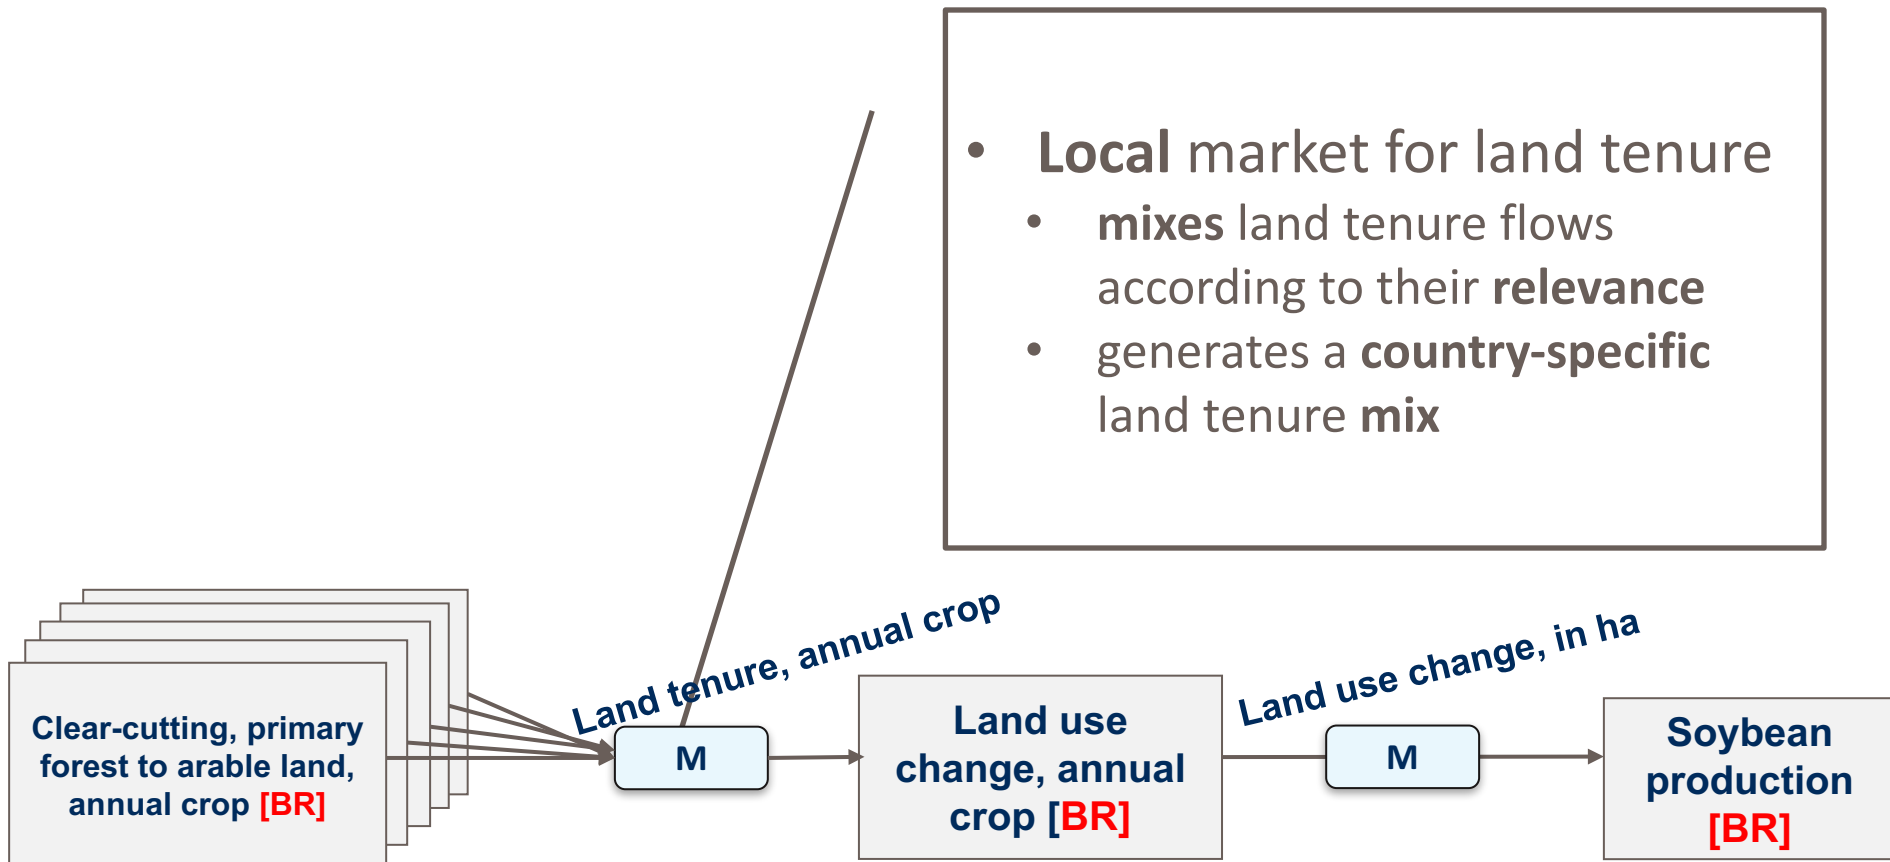 • Local market for land tenure
• mixes land tenure flows
according to their relevance
• generates a country-specific
land tenure mix
Land tenure, annual crop
Land use change, in ha
Clear-cutting, primary
forest to arable land,
annual crop [BR]
M
Land use
change, annual
crop [BR]
M
Soybean
production
[BR]